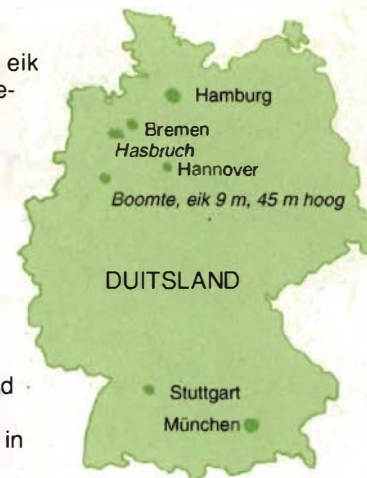 eik
e-
Hamburg
Bremen
Hasbruch
Hannover
Boomte, eik 9 m, 45 m hoog
DUITSLAND
d
Stuttgart
München
in